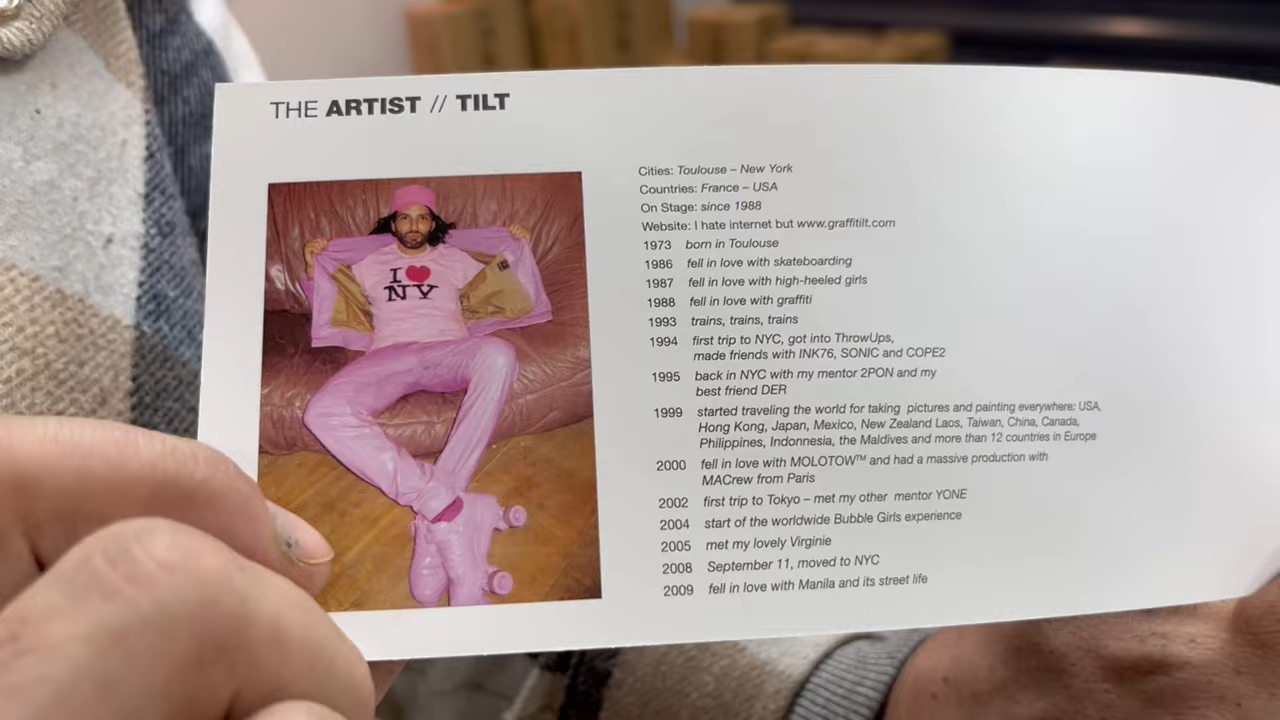 THE ARTIST // TILT
I ❤ NY
Cities: Toulouse – New York
Countries: France – USA
On Stage: since 1988
Website: I hate internet but www.graffitilt.com
1973 born in Toulouse
1986 fell in love with skateboarding
1987 fell in love with high-heeled girls
1988 fell in love with graffiti
1993 trains, trains, trains
1994 first trip to NYC, got into ThrowUps,
made friends with INK76, SONIC and COPE2
1995 back in NYC with my mentor 2PON and my
best friend DER
1999 started traveling the world for taking pictures and painting everywhere: USA,
Hong Kong, Japan, Mexico, New Zealand Laos, Taiwan, China, Canada,
Philippines, Indonnesia, the Maldives and more than 12 countries in Europe
2000 fell in love with MOLOTOW™ and had a massive production with
MACrew from Paris
2002 first trip to Tokyo – met my other mentor YONE
2004 start of the worldwide Bubble Girls experience
2005 met my lovely Virginie
2008 September 11, moved to NYC
2009 fell in love with Manila and its street life